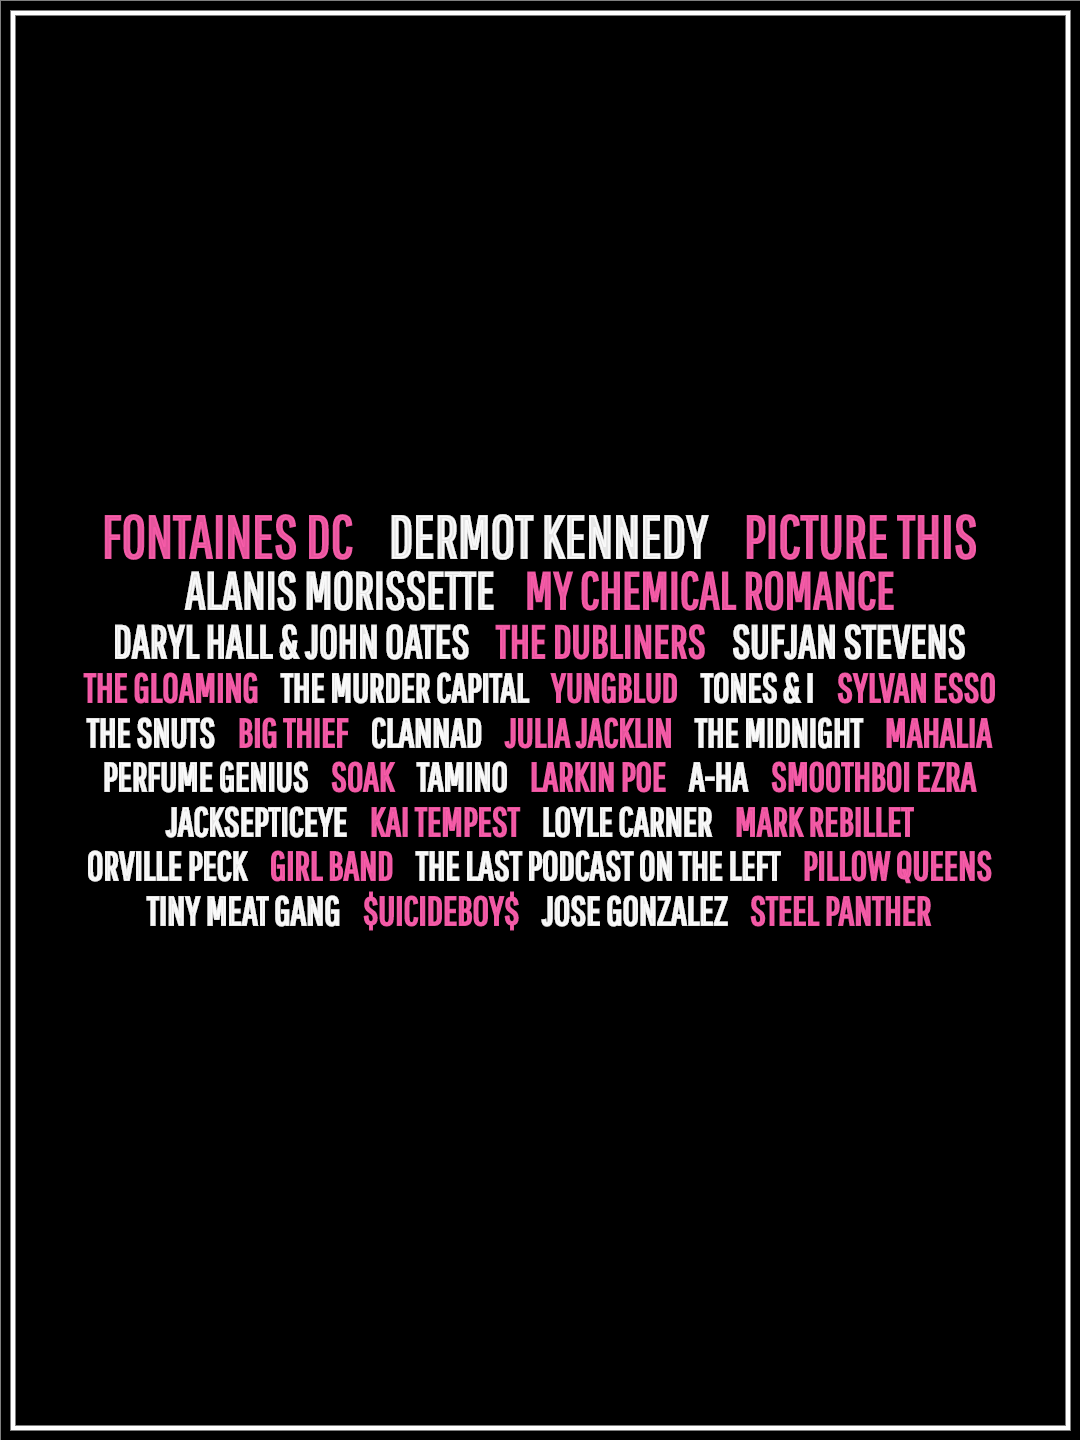 FONTAINES DC DERMOT KENNEDY PICTURE THIS
ALANIS MORISSETTE MY CHEMICAL ROMANCE
DARYL HALL & JOHN OATES THE DUBLINERS SUFJAN STEVENS
THE GLOAMING THE MURDER CAPITAL YUNGBLUD TONES & I SYLVAN ESSO
THE SNUTS BIG THIEF CLANNAD JULIA JACKLIN THE MIDNIGHT MAHALIA
PERFUME GENIUS SOAK TAMINO LARKIN POE A-HA SMOOTHBOI EZRA
JACKSEPTICEYE KAI TEMPEST LOYLE CARNER MARK REBILLET
ORVILLE PECK GIRL BAND THE LAST PODCAST ON THE LEFT PILLOW QUEENS
TINY MEAT GANG $UICIDEBOY$ JOSE GONZALEZ STEEL PANTHER